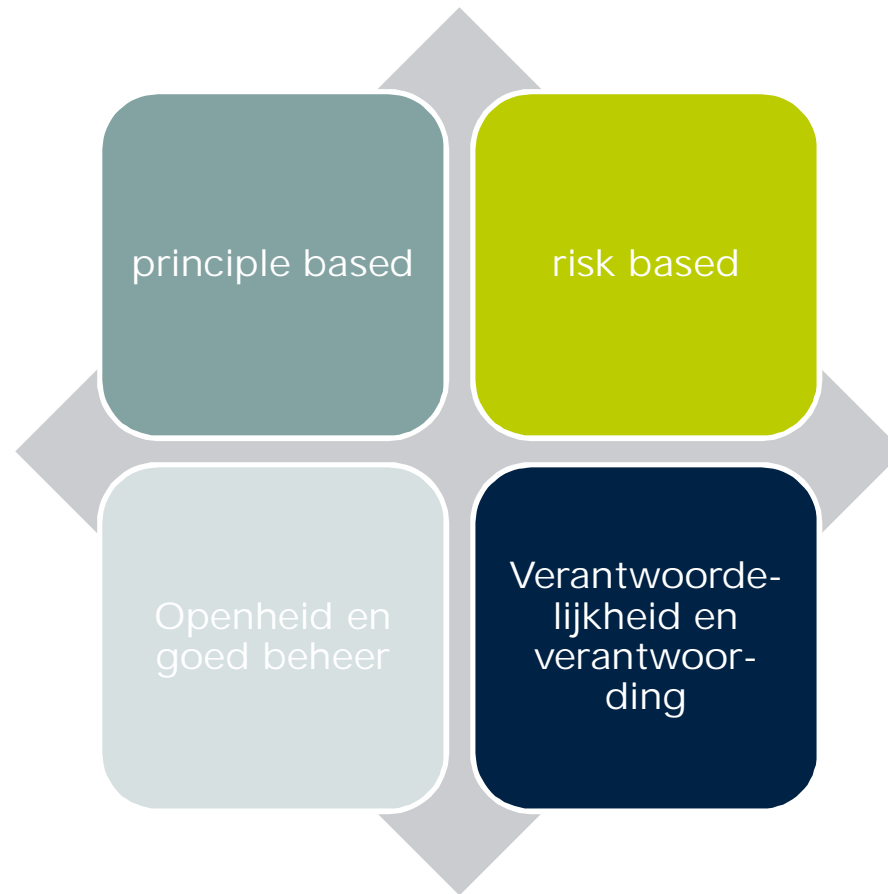 principle based
risk based
Openheid en
goed beheer
Verantwoorde-
lijkheid en
verantwoor-
ding